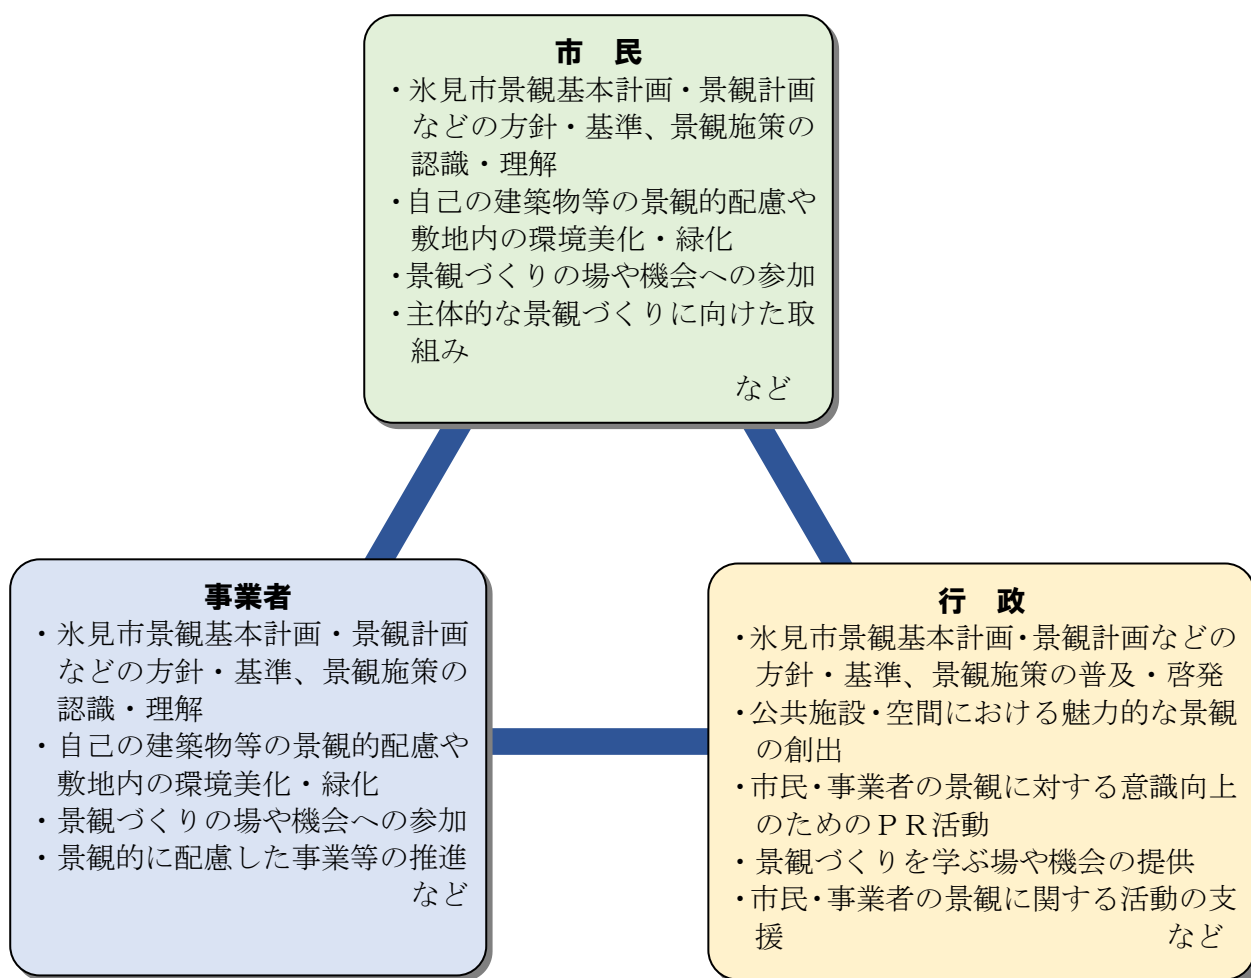 市　民
・氷見市景観基本計画・景観計画
などの方針・基準、景観施策の
認識・理解
・自己の建築物等の景観的配慮や
敷地内の環境美化・緑化
・景観づくりの場や機会への参加
・主体的な景観づくりに向けた取
組み
など
事業者
・氷見市景観基本計画・景観計画
などの方針・基準、景観施策の
認識・理解
・自己の建築物等の景観的配慮や
敷地内の環境美化・緑化
・景観づくりの場や機会への参加
・景観的に配慮した事業等の推進
など
行　政
・氷見市景観基本計画・景観計画などの
方針・基準、景観施策の普及・啓発
・公共施設・空間における魅力的な景観
の創出
・市民・事業者の景観に対する意識向上
のためのＰＲ活動
・景観づくりを学ぶ場や機会の提供
・市民・事業者の景観に関する活動の支
援　など